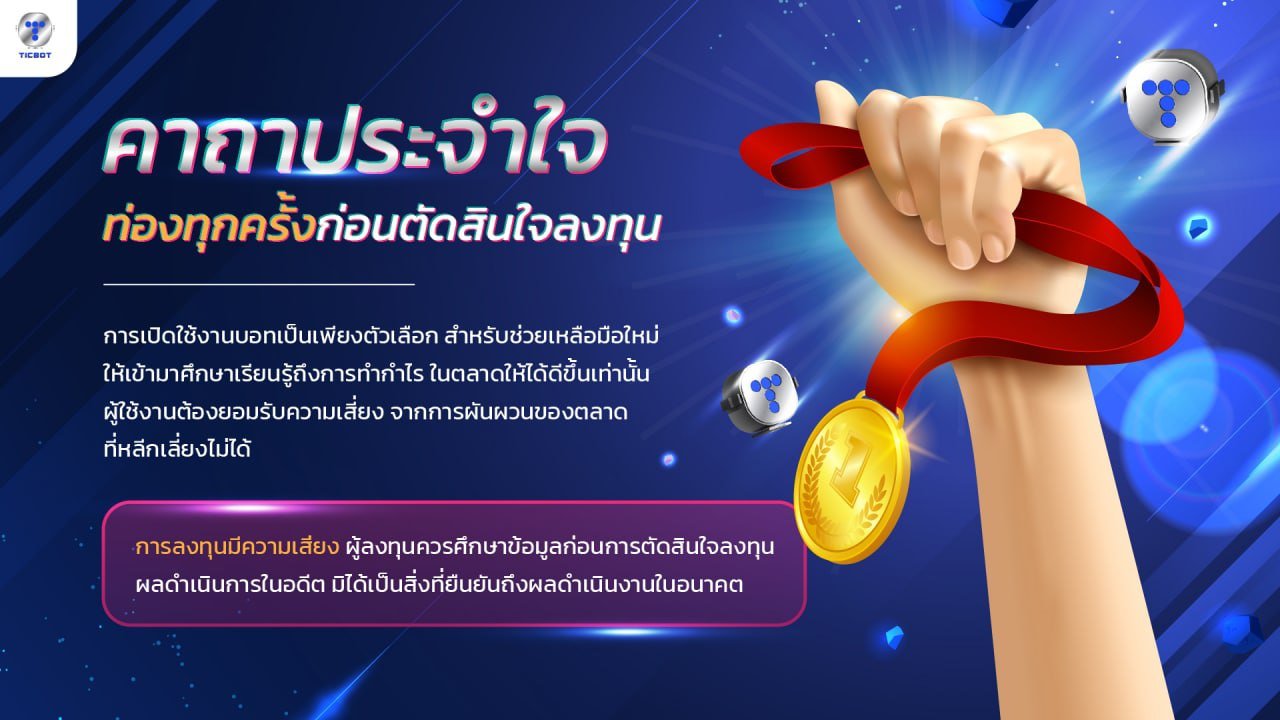 TICBOT
คาถาประจำใจ
ท่องทุกครั้งก่อนตัดสินใจลงทุน
การเปิดใช้งานบอทเป็นเพียงตัวเลือก สำหรับช่วยเหลือมือใหม่
ให้เข้ามาศึกษาเรียนรู้ถึงการทำกำไร ในตลาดให้ได้ดีขึ้นเท่านั้น
ผู้ใช้งานต้องยอมรับความเสี่ยง จากการผันผวนของตลาด
ที่หลีกเลี่ยงไม่ได้
การลงทุนมีความเสี่ยง ผู้ลงทุนควรศึกษาข้อมูลก่อนการตัดสินใจลงทุน
ผลดำเนินการในอดีต มิได้เป็นสิ่งที่ยืนยันถึงผลดำเนินงานในอนาคต
1